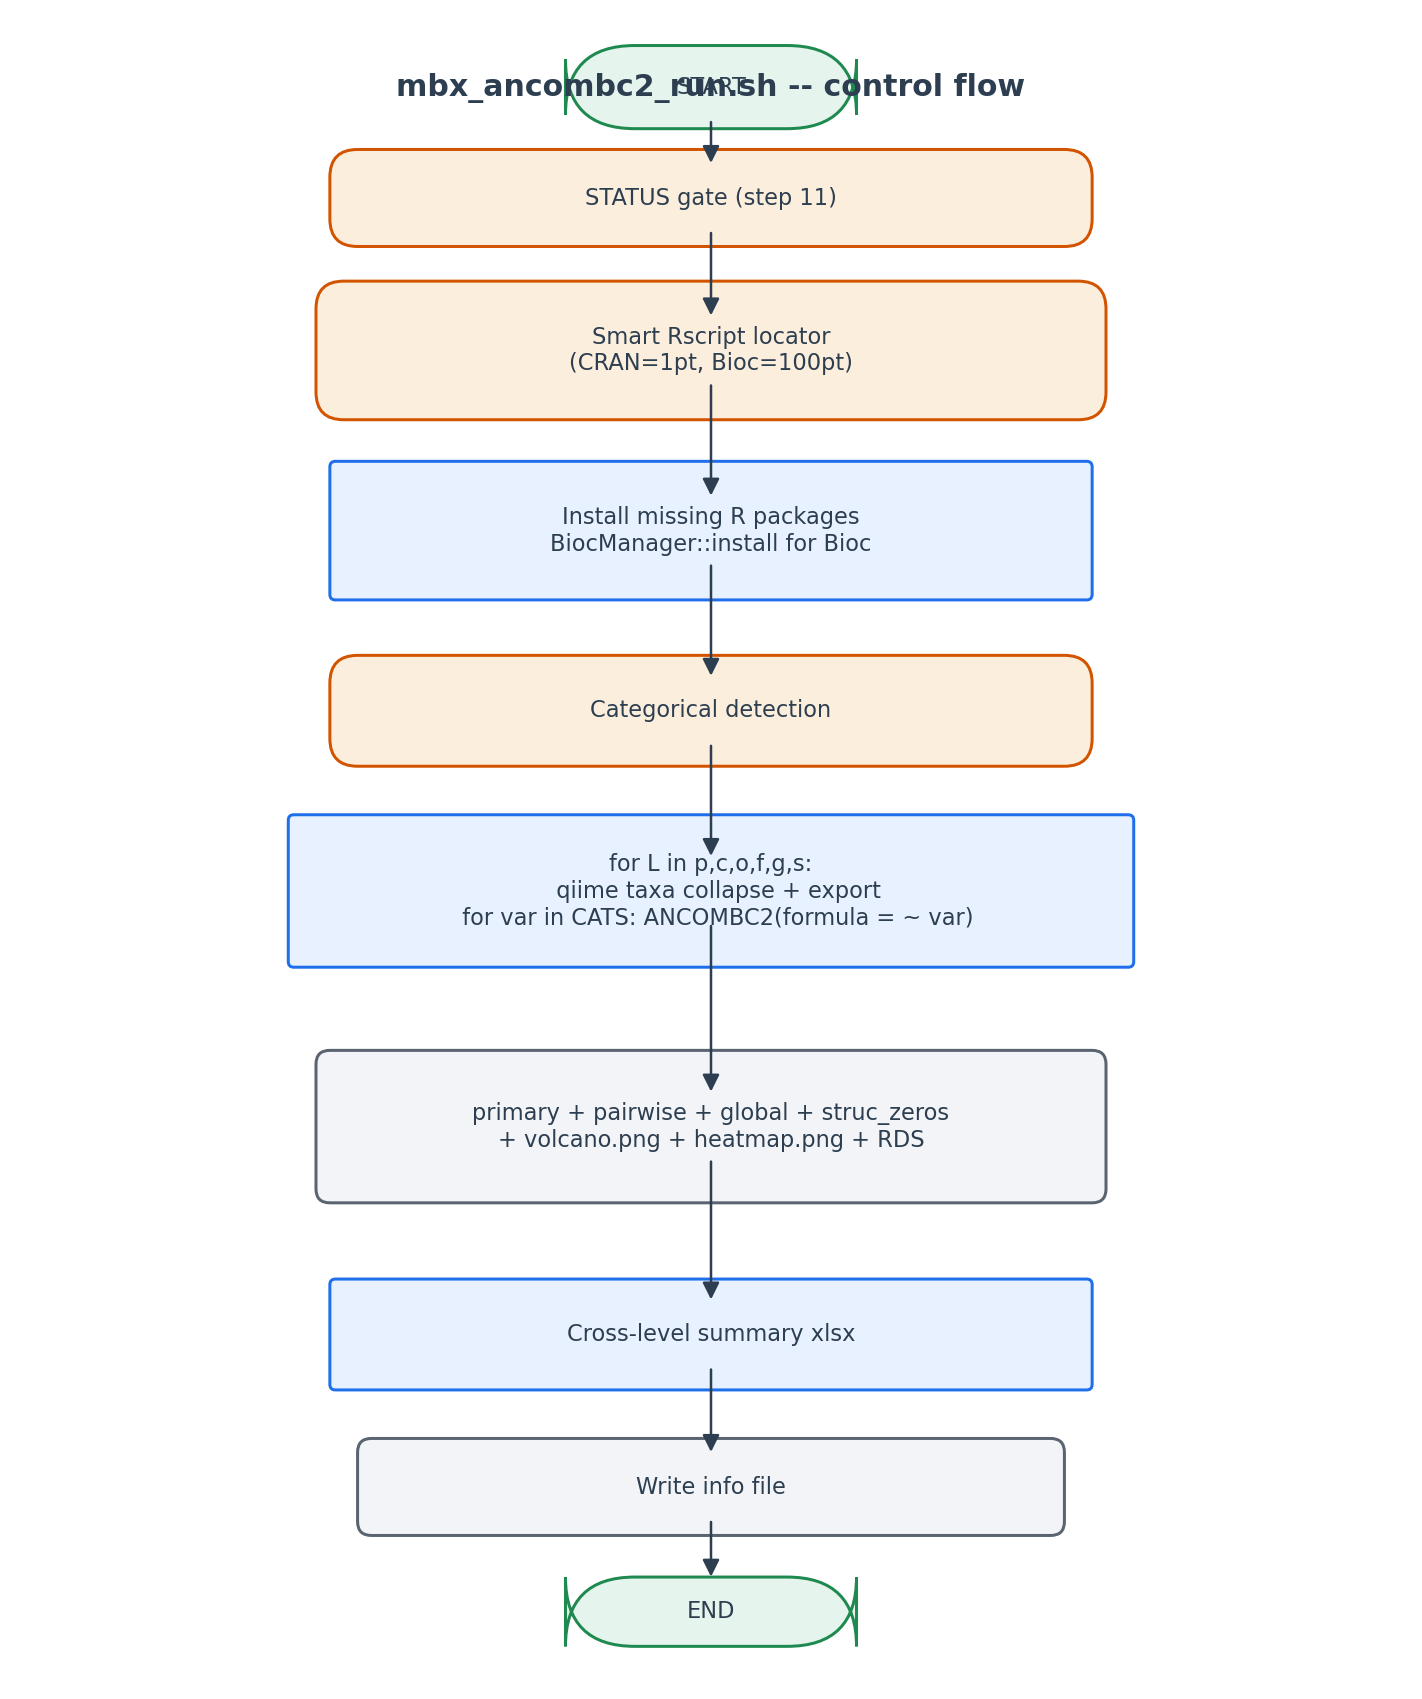 mbx_ancombc2_run.sh -- control flow
START
STATUS gate (step 11)
Smart Rscript locator
(CRAN=1pt, Bioc=100pt)
Install missing R packages
BiocManager::install for Bioc
Categorical detection
for L in p,c,o,f,g,s:
qiime taxa collapse + export
for var in CATS: ANCOMBC2(formula = ~ var)
primary + pairwise + global + struc_zeros
+ volcano.png + heatmap.png + RDS
Cross-level summary xlsx
Write info file
END